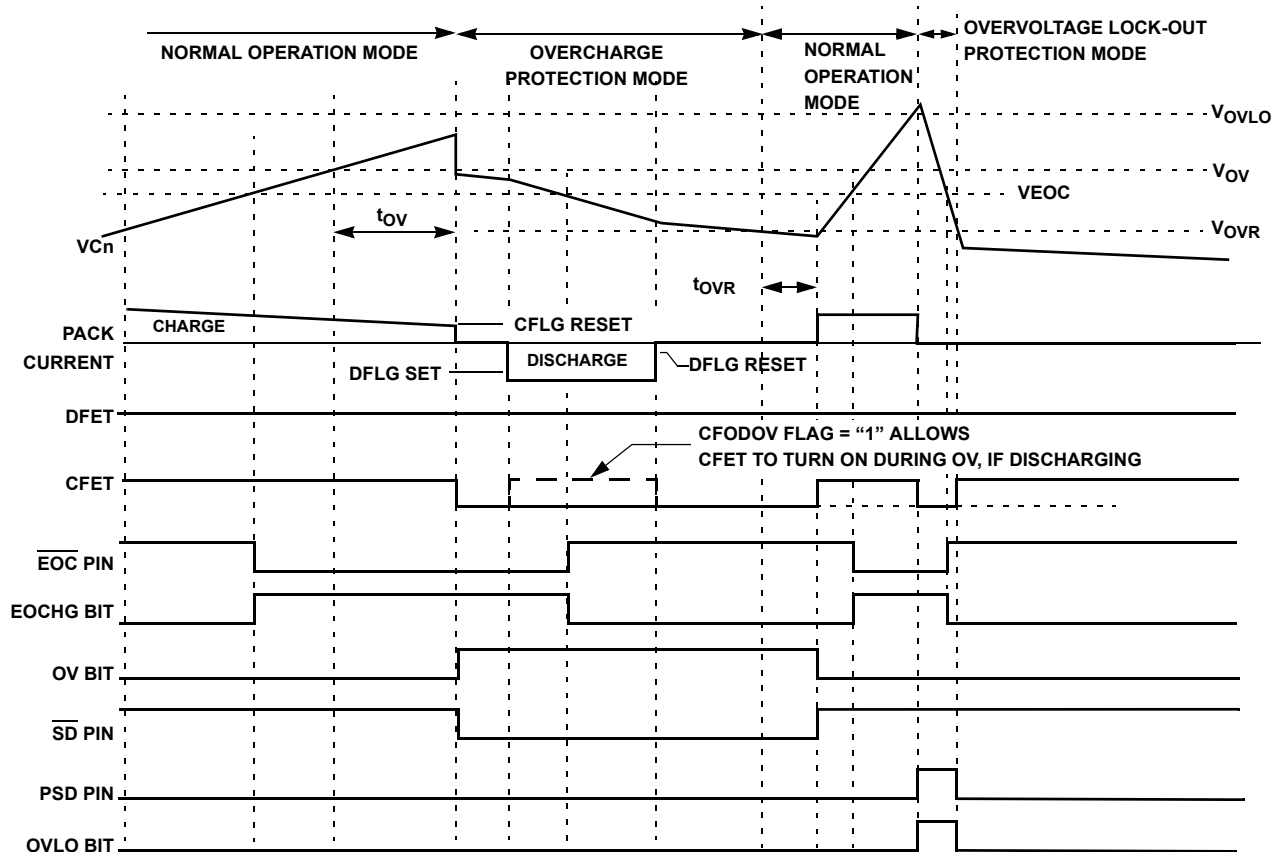 NORMAL OPERATION MODE
OVERCHARGE
PROTECTION MODE
NORMAL
OPERATION
MODE
OVERVOLTAGE LOCK-OUT
PROTECTION MODE
VOVLO
VOV
VEOC
VOVR
tOV
VCn
tOVR
CHARGE
CFLG RESET
PACK
CURRENT
DFLG SET
DISCHARGE
DFLG RESET
DFET
CFODOV FLAG = “1” ALLOWS
CFET TO TURN ON DURING OV, IF DISCHARGING
CFET
EOC PIN
EOCHG BIT
OV BIT
SD PIN
PSD PIN
OVLO BIT